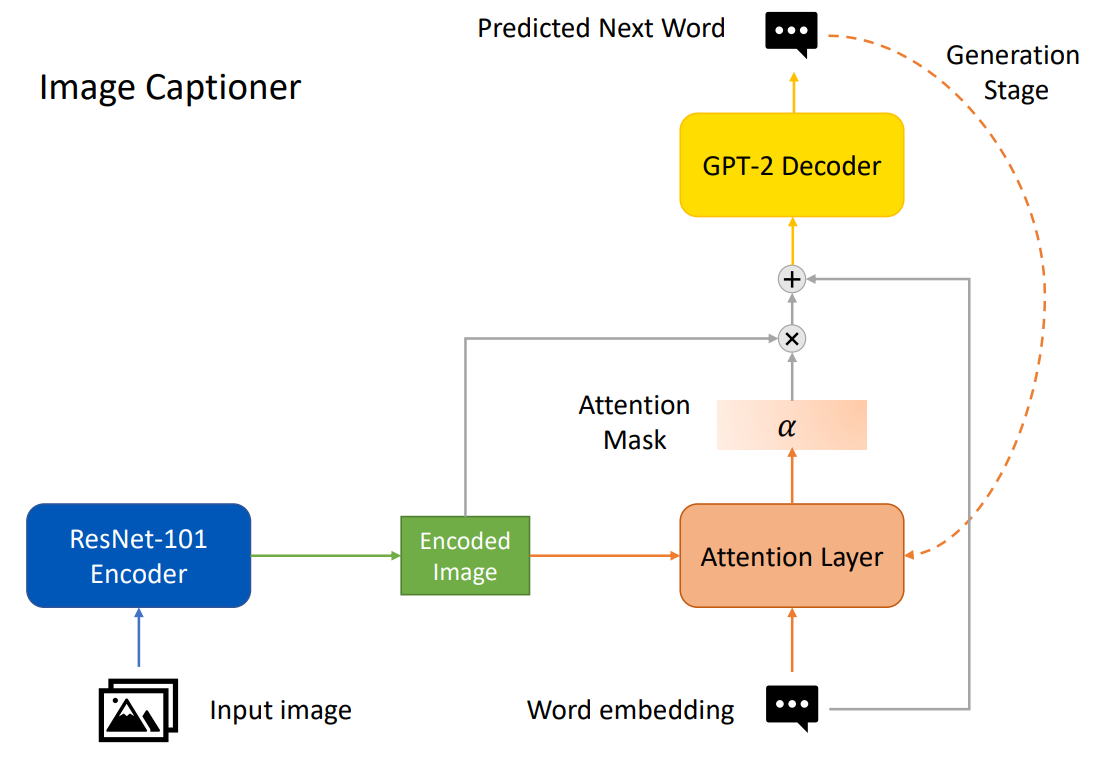 Predicted Next Word
Generation
Stage
Image Captioner
GPT-2 Decoder
+
×
Attention
Mask
α
ResNet-101
Encoder
Encoded
Image
Attention Layer
Input image
Word embedding